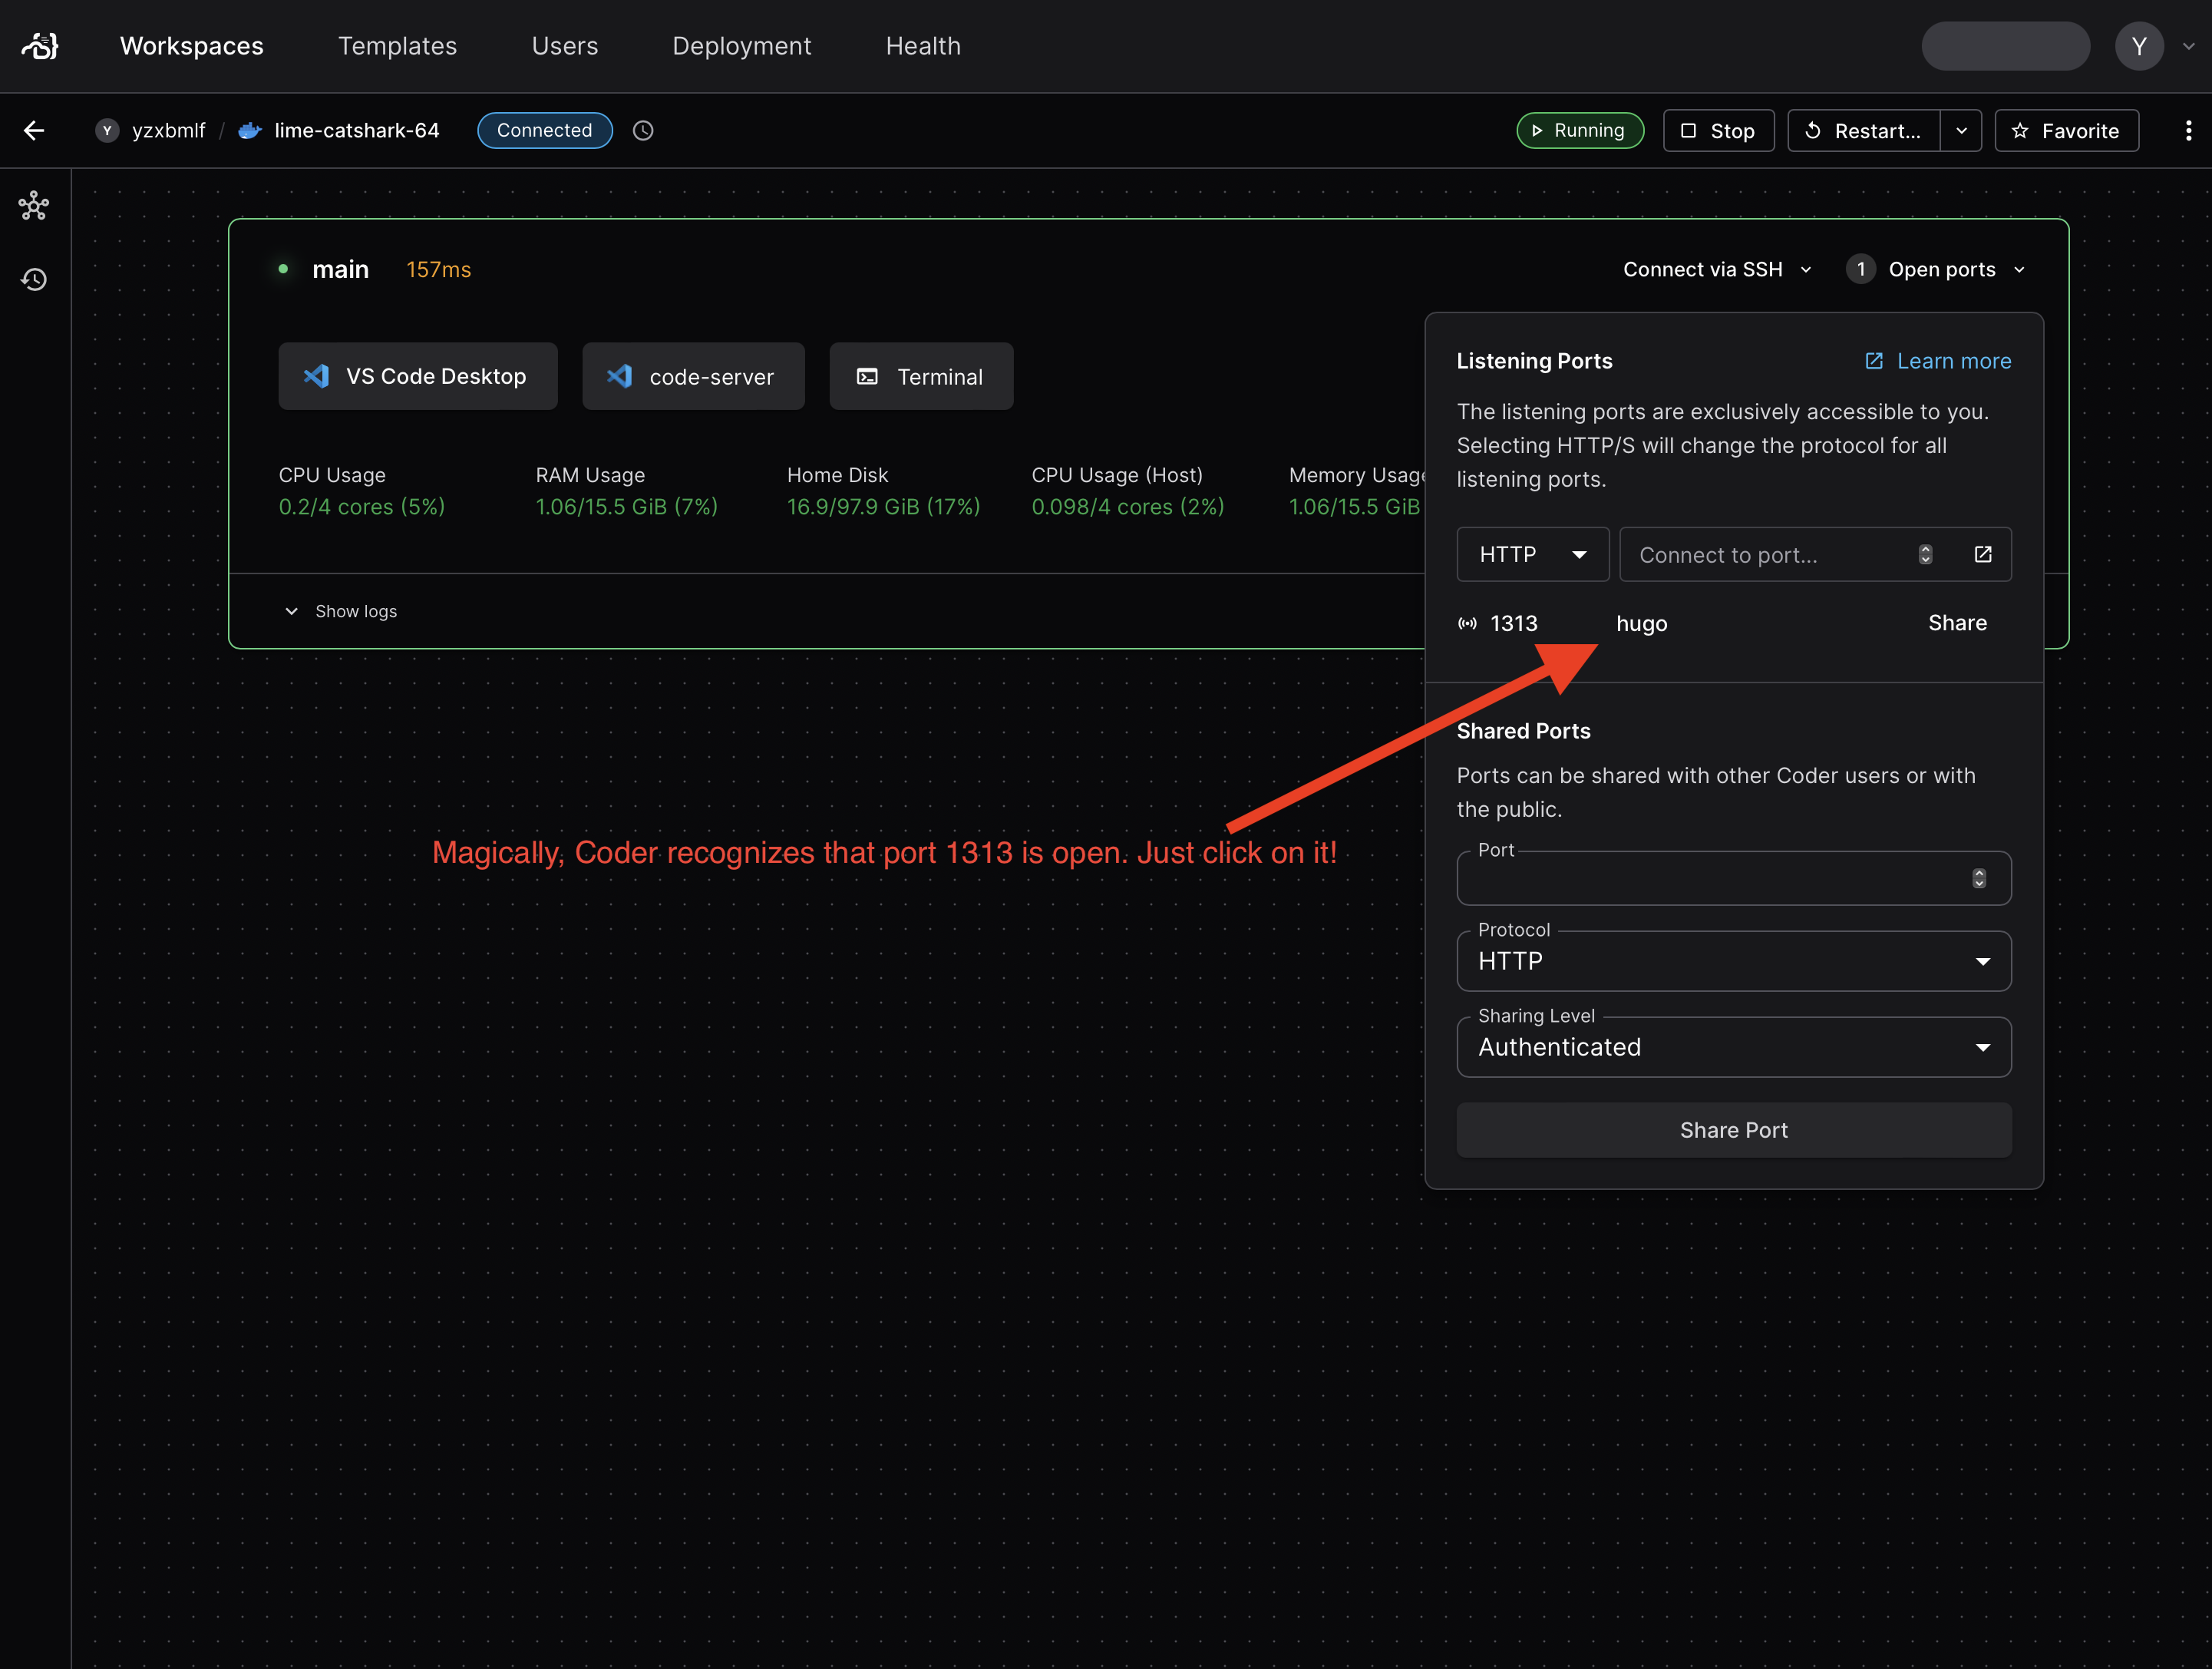 Workspaces Templates Users Deployment Health Y
Y yzxbmlf / lime-catshark-64 Connected Running Stop Restart... Favorite
main 157ms Connect via SSH 1 Open ports
VS Code Desktop code-server Terminal
CPU Usage RAM Usage Home Disk CPU Usage (Host) Memory Usage
0.2/4 cores (5%) 1.06/15.5 GiB (7%) 16.9/97.9 GiB (17%) 0.098/4 cores (2%) 1.06/15.5 GiB
Show logs
Listening Ports Learn more
The listening ports are exclusively accessible to you.
Selecting HTTP/S will change the protocol for all
listening ports.
HTTP Connect to port...
1313 hugo Share
Shared Ports
Ports can be shared with other Coder users or with
the public.
Magically, Coder recognizes that port 1313 is open. Just click on it!
Port
Protocol
HTTP
Sharing Level
Authenticated
Share Port